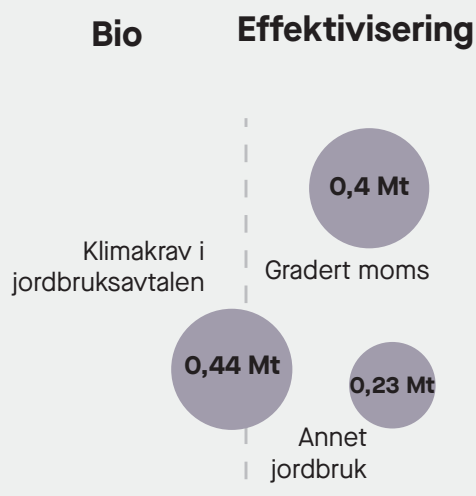 Bio
Effektivisering
0,4 Mt
Gradert moms
Klimakrav i
jordbruksavtalen
0,44 Mt
0,23 Mt
Annet
jordbruk